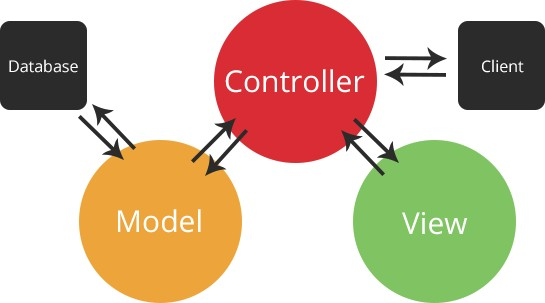 Database
Controller
Client
Model
View